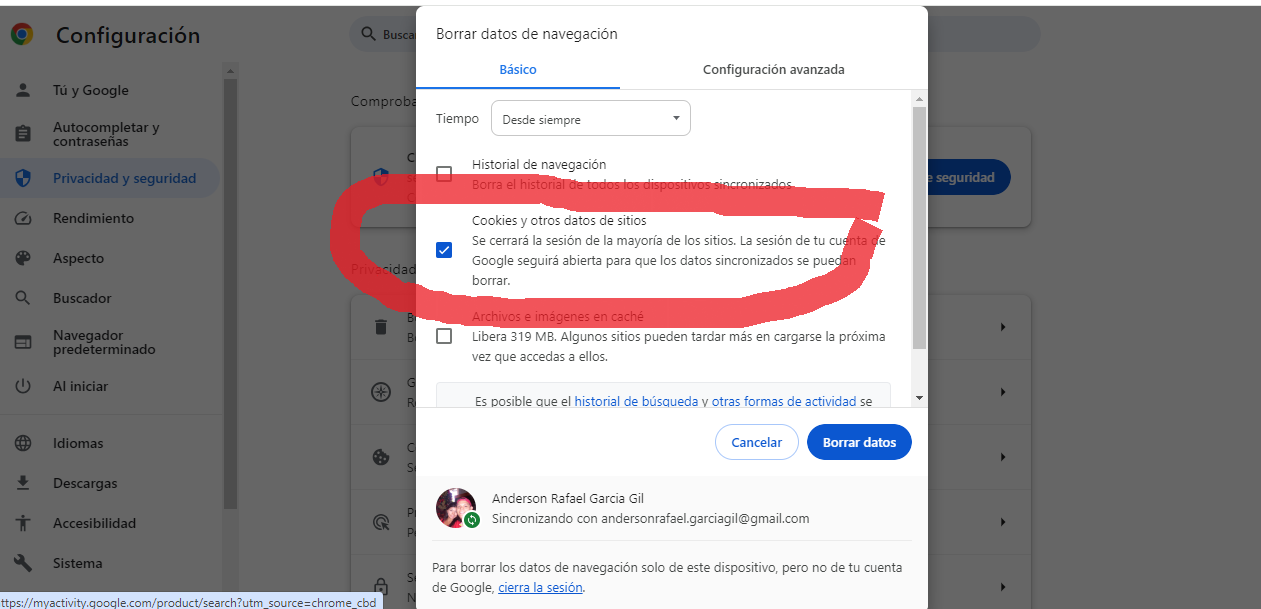 Configuración
Busca
Tú y Google
Autocompletar y
contraseñas
Privacidad y seguridad
Rendimiento
Aspecto
Buscador
Navegador
predeterminado
Al iniciar
Idiomas
Descargas
Accesibilidad
Sistema
https://myactivity.google.com/product/search?utm_source=chrome_cbd
Comproba
e seguridad
Privacidad
Borrar datos de navegación
Básico
Configuración avanzada
Tiempo
Desde siempre
Historial de navegación
Borra el historial de todos los dispositivos sincronizados
Cookies y otros datos de sitios
Se cerrará la sesión de la mayoría de los sitios. La sesión de tu cuenta de
Google seguirá abierta para que los datos sincronizados se puedan
borrar.
Archivos e imágenes en caché
Libera 319 MB. Algunos sitios pueden tardar más en cargarse la próxima
vez que accedas a ellos.
Es posible que el historial de búsqueda y otras formas de actividad se
Cancelar
Borrar datos
Anderson Rafael Garcia Gil
Sincronizando con andersonrafael.garciagil@gmail.com
Para borrar los datos de navegación solo de este dispositivo, pero no de tu cuenta
de Google, cierra la sesión.